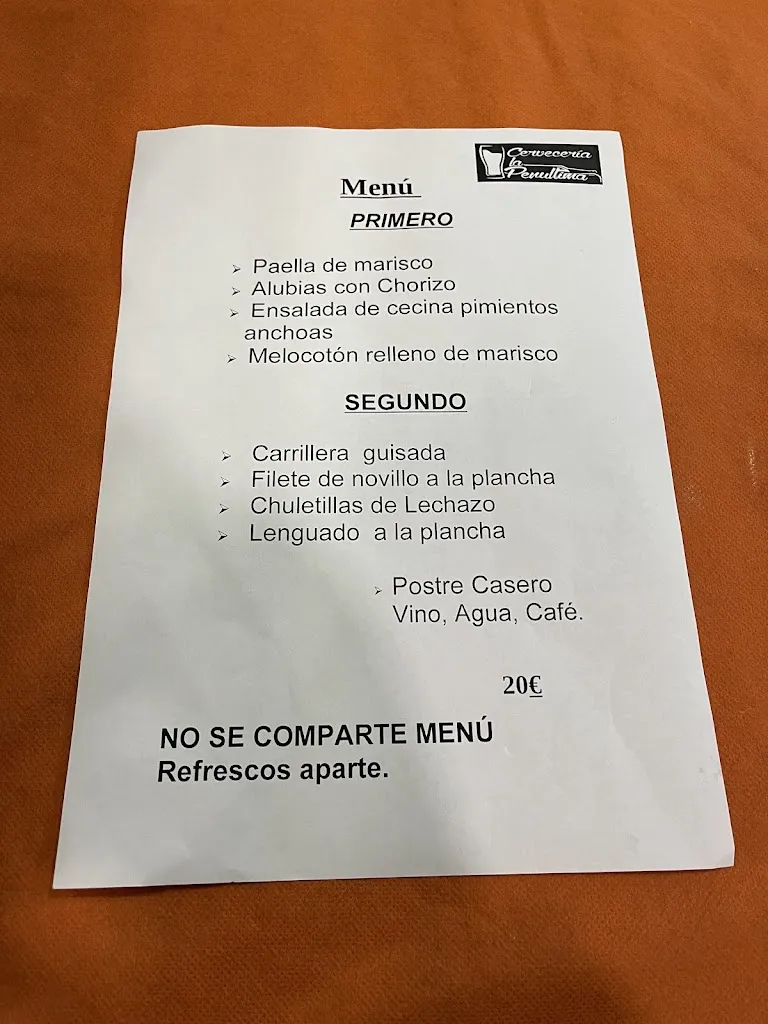 Cervecería
la
Penultima
Menú
PRIMERO
➢ Paella de marisco
➢ Alubias con Chorizo
➢ Ensalada de cecina pimientos
anchoas
➢ Melocotón relleno de marisco
SEGUNDO
➢ Carrillera guisada
➢ Filete de novillo a la plancha
➢ Chuletillas de Lechazo
➢ Lenguado a la plancha
➢ Postre Casero
Vino, Agua, Café.
20€
NO SE COMPARTE MENÚ
Refrescos aparte.